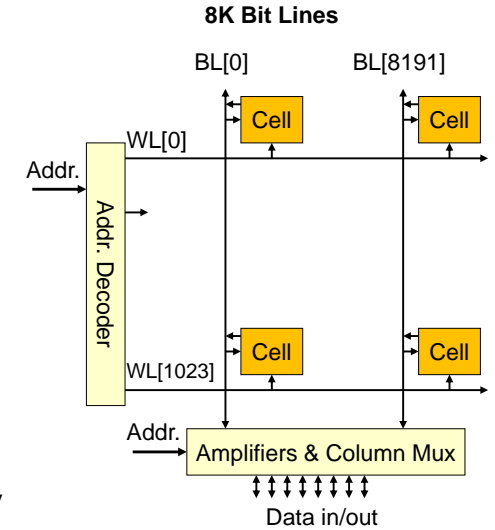 8K Bit Lines
BL[0] BL[8191]
Cell Cell
WL[0]
Addr.
Addr. Decoder
Cell Cell
WL[1023]
Addr.
Amplifiers & Column Mux
Data in/out